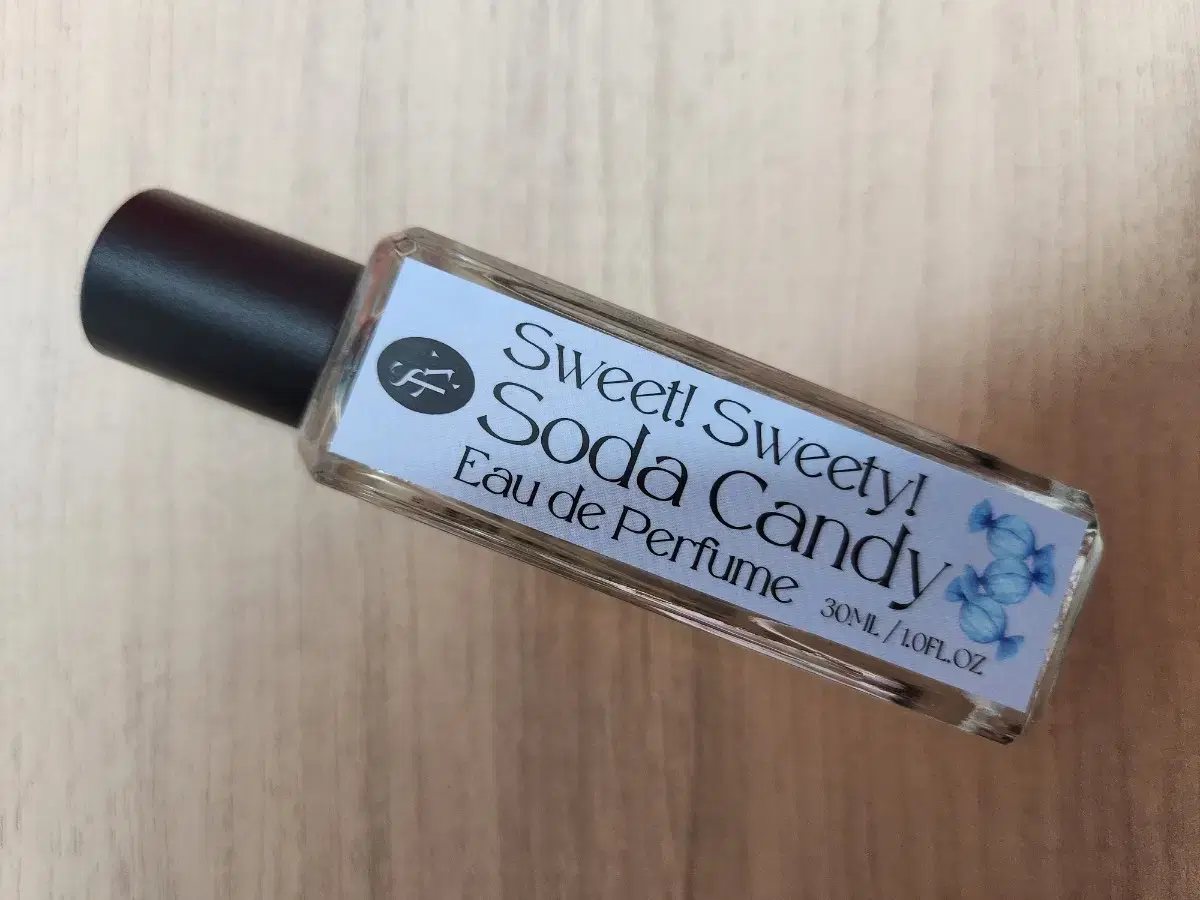 Sweet! Sweety!
Soda Candy
Eau de Perfume
30ML / 1.0FL.OZ